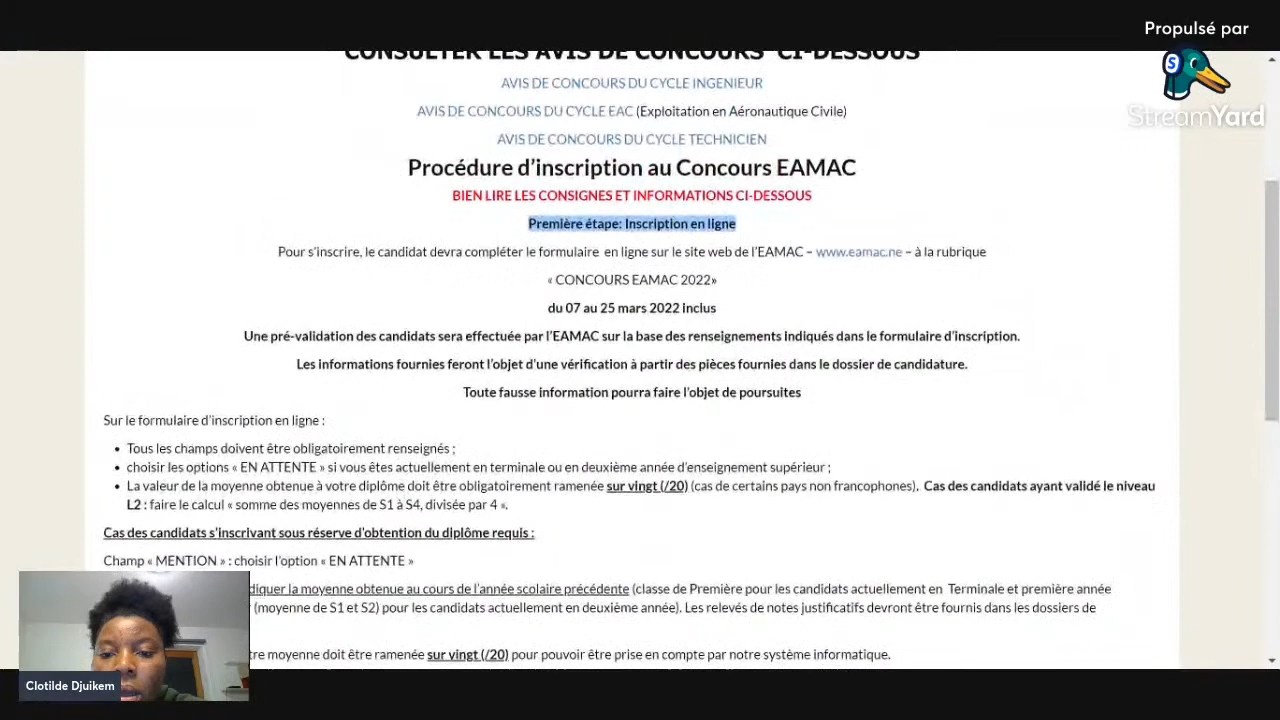 Propulsé par
StreamYard
CONSULTER LES AVIS DE CONCOURS CI-DESSOUS
AVIS DE CONCOURS DU CYCLE INGENIEUR
AVIS DE CONCOURS DU CYCLE EAC (Exploitation en Aéronautique Civile)
AVIS DE CONCOURS DU CYCLE TECHNICIEN
Procédure d’inscription au Concours EAMAC
BIEN LIRE LES CONSIGNES ET INFORMATIONS CI-DESSOUS
Première étape: Inscription en ligne
Pour s’inscrire, le candidat devra compléter le formulaire en ligne sur le site web de l’EAMAC – www.eamac.ne – à la rubrique
« CONCOURS EAMAC 2022»
du 07 au 25 mars 2022 inclus
Une pré-validation des candidats sera effectuée par l’EAMAC sur la base des renseignements indiqués dans le formulaire d’inscription.
Les informations fournies feront l’objet d’une vérification à partir des pièces fournies dans le dossier de candidature.
Toute fausse information pourra faire l’objet de poursuites
Sur le formulaire d’inscription en ligne :
• Tous les champs doivent être obligatoirement renseignés ;
• choisir les options « EN ATTENTE » si vous êtes actuellement en terminale ou en deuxième année d’enseignement supérieur ;
• La valeur de la moyenne obtenue à votre diplôme doit être obligatoirement ramenée sur vingt (/20) (cas de certains pays non francophones). Cas des candidats ayant validé le niveau
L2 : faire le calcul « somme des moyennes de S1 à S4, divisée par 4 ».
Cas des candidats s’inscrivant sous réserve d’obtention du diplôme requis :
Champ « MENTION » : choisir l’option « EN ATTENTE »
diquer la moyenne obtenue au cours de l’année scolaire précédente (classe de Première pour les candidats actuellement en Terminale et première année
(moyenne de S1 et S2) pour les candidats actuellement en deuxième année). Les relevés de notes justificatifs devront être fournis dans les dossiers de
tre moyenne doit être ramenée sur vingt (/20) pour pouvoir être prise en compte par notre système informatique.
Clotilde Djuikem